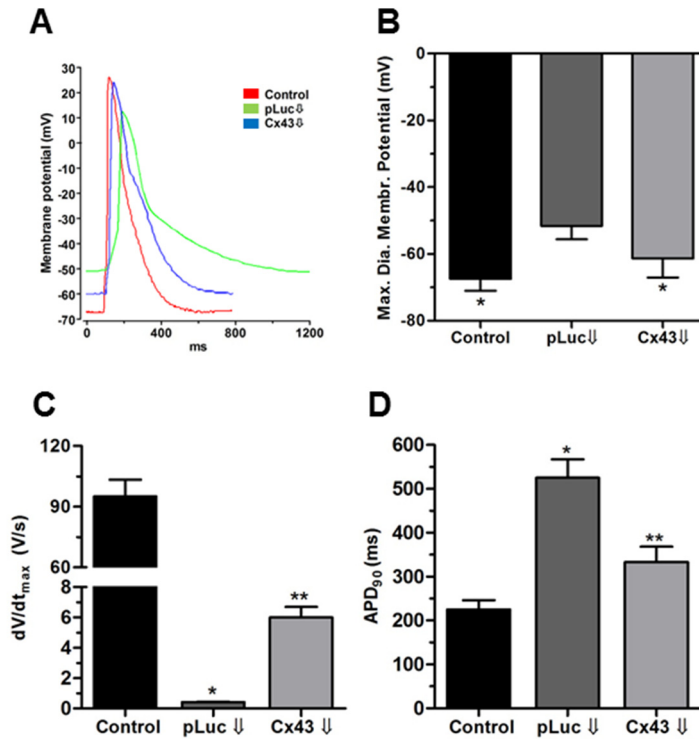 A
Membrane potential (mV)
30
20
10
0
-10
-20
-30
-40
-50
-60
-70
0 400 800 1200
ms
Control
pLuc⇩
Cx43⇩
B
Max. Dia. Membr. Potential (mV)
0
-20
-40
-60
-80
*
*
Control pLuc⇩ Cx43⇩
C
dV/dtmax (V/s)
120
90
60
8
6
4
2
0
*
**
Control pLuc ⇩ Cx43 ⇩
D
APD90 (ms)
600
500
400
300
200
100
0
*
**
Control pLuc ⇩ Cx43 ⇩